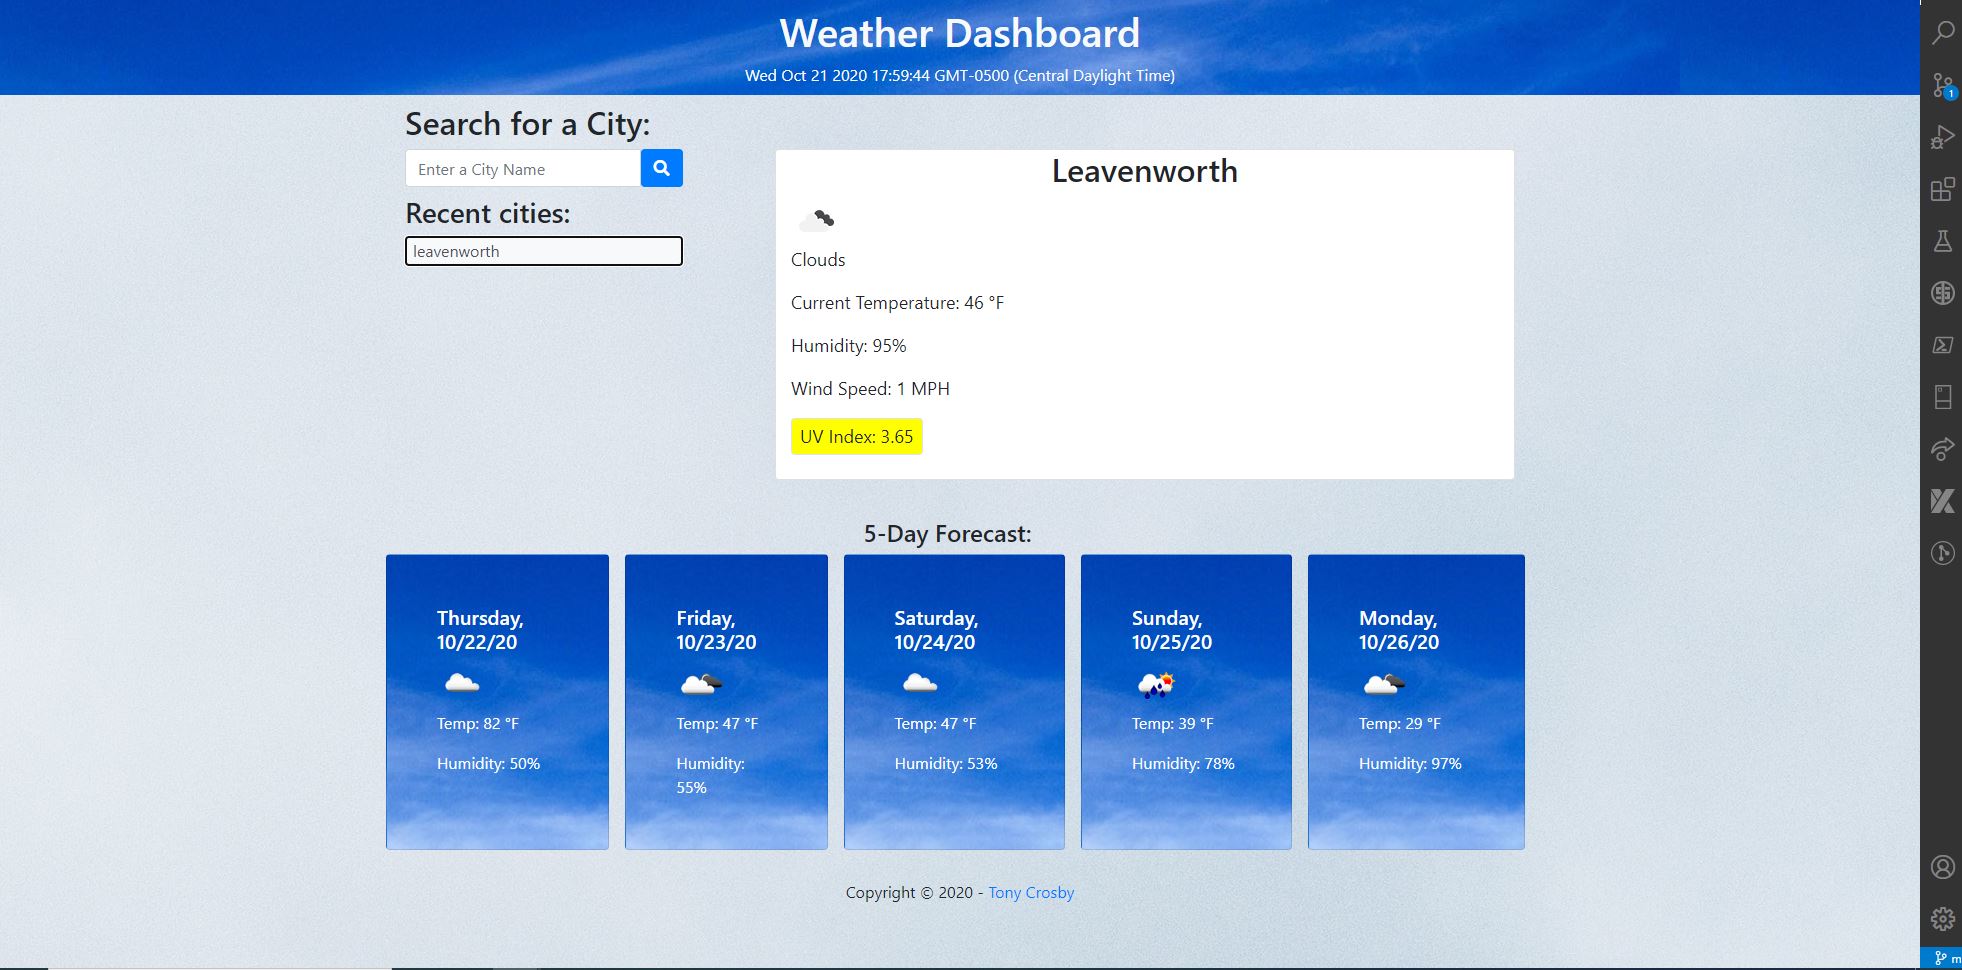 Weather Dashboard
Wed Oct 21 2020 17:59:44 GMT-0500 (Central Daylight Time)
Search for a City:
Enter a City Name
Recent cities:
leavenworth
Leavenworth
Clouds
Current Temperature: 46 °F
Humidity: 95%
Wind Speed: 1 MPH
UV Index: 3.65
5-Day Forecast:
Thursday,
10/22/20
Temp: 82 °F
Humidity: 50%
Friday,
10/23/20
Temp: 47 °F
Humidity:
55%
Saturday,
10/24/20
Temp: 47 °F
Humidity: 53%
Sunday,
10/25/20
Temp: 39 °F
Humidity: 78%
Monday,
10/26/20
Temp: 29 °F
Humidity: 97%
Copyright © 2020 - Tony Crosby
1
m